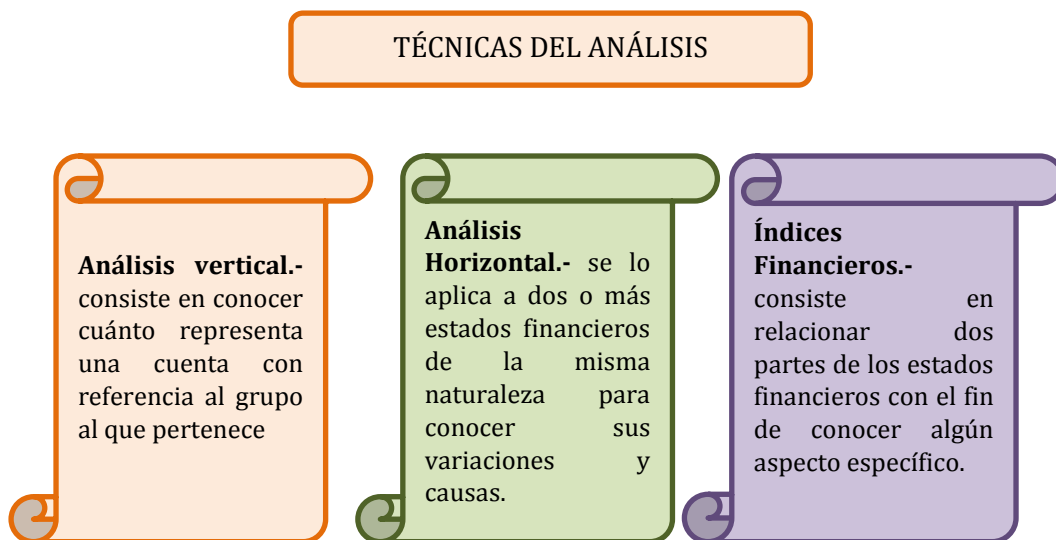 TÉCNICAS DEL ANÁLISIS
Análisis vertical.-
consiste en conocer
cuánto representa
una cuenta con
referencia al grupo
al que pertenece
Análisis
Horizontal.- se lo
aplica a dos o más
estados financieros
de la misma
naturaleza para
conocer sus
variaciones y
causas.
Índices
Financieros.-
consiste en
relacionar dos
partes de los estados
financieros con el fin
de conocer algún
aspecto específico.